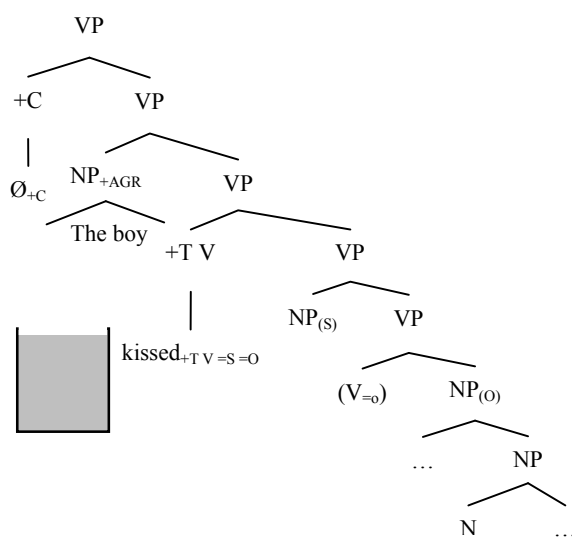 VP
+C VP
Ø+C NP+AGR VP
The boy +T V VP
NP(S) VP
kissed+T V =S =O
(V=o) NP(O)
… NP
N …